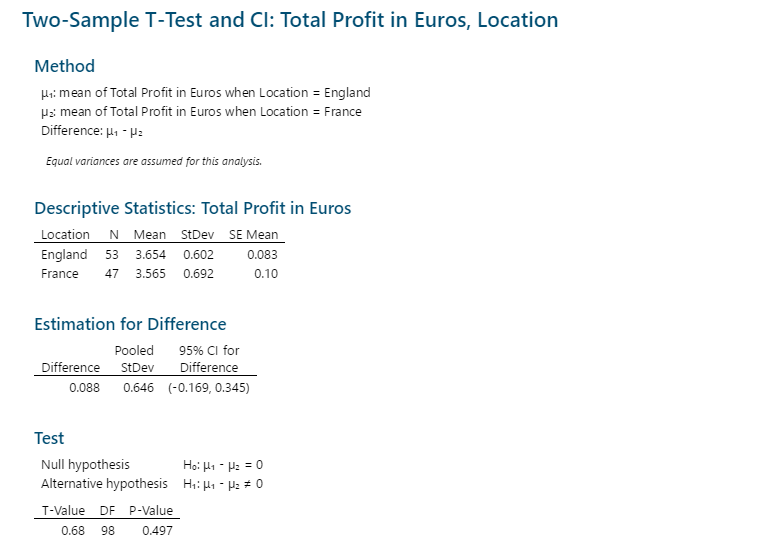 Two-Sample T-Test and CI: Total Profit in Euros, Location
Method
μ₁: mean of Total Profit in Euros when Location = England
µ₂: mean of Total Profit in Euros when Location = France
Difference: μ₁ - µ₂
Equal variances are assumed for this analysis.
Descriptive Statistics: Total Profit in Euros
Location N Mean StDev SE Mean
England 53 3.654 0.602 0.083
France 47 3.565 0.692 0.10
Estimation for Difference
Pooled 95% CI for
Difference StDev Difference
0.088 0.646 (-0.169, 0.345)
Test
Null hypothesis H₀: μ₁ - µ₂ = 0
Alternative hypothesis H₁: μ₁ - µ₂ ≠ 0
T-Value DF P-Value
0.68 98 0.497